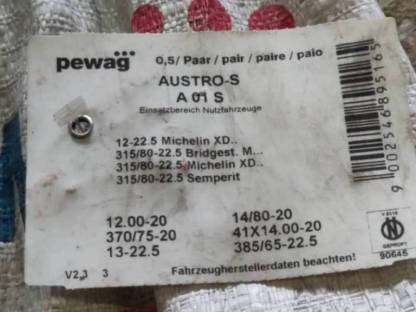 pewag 0,5/ Paar / pair / paire / paio
AUSTRO-S
A 01 S
Einsatzbereich Nutzfahrzeuge
12-22.5 Michelin XD..
315/80-22.5 Bridgest. M...
315/80-22.5 Michelin XD..
315/80-22.5 Semperit
12.00-20 14/80-20
370/75-20 41X14.00-20
13-22.5 385/65-22.5
V2.3 3 Fahrzeugherstellerdaten beachten!
9 002546 895165
V 5119
N
GEPRÜFT
90645